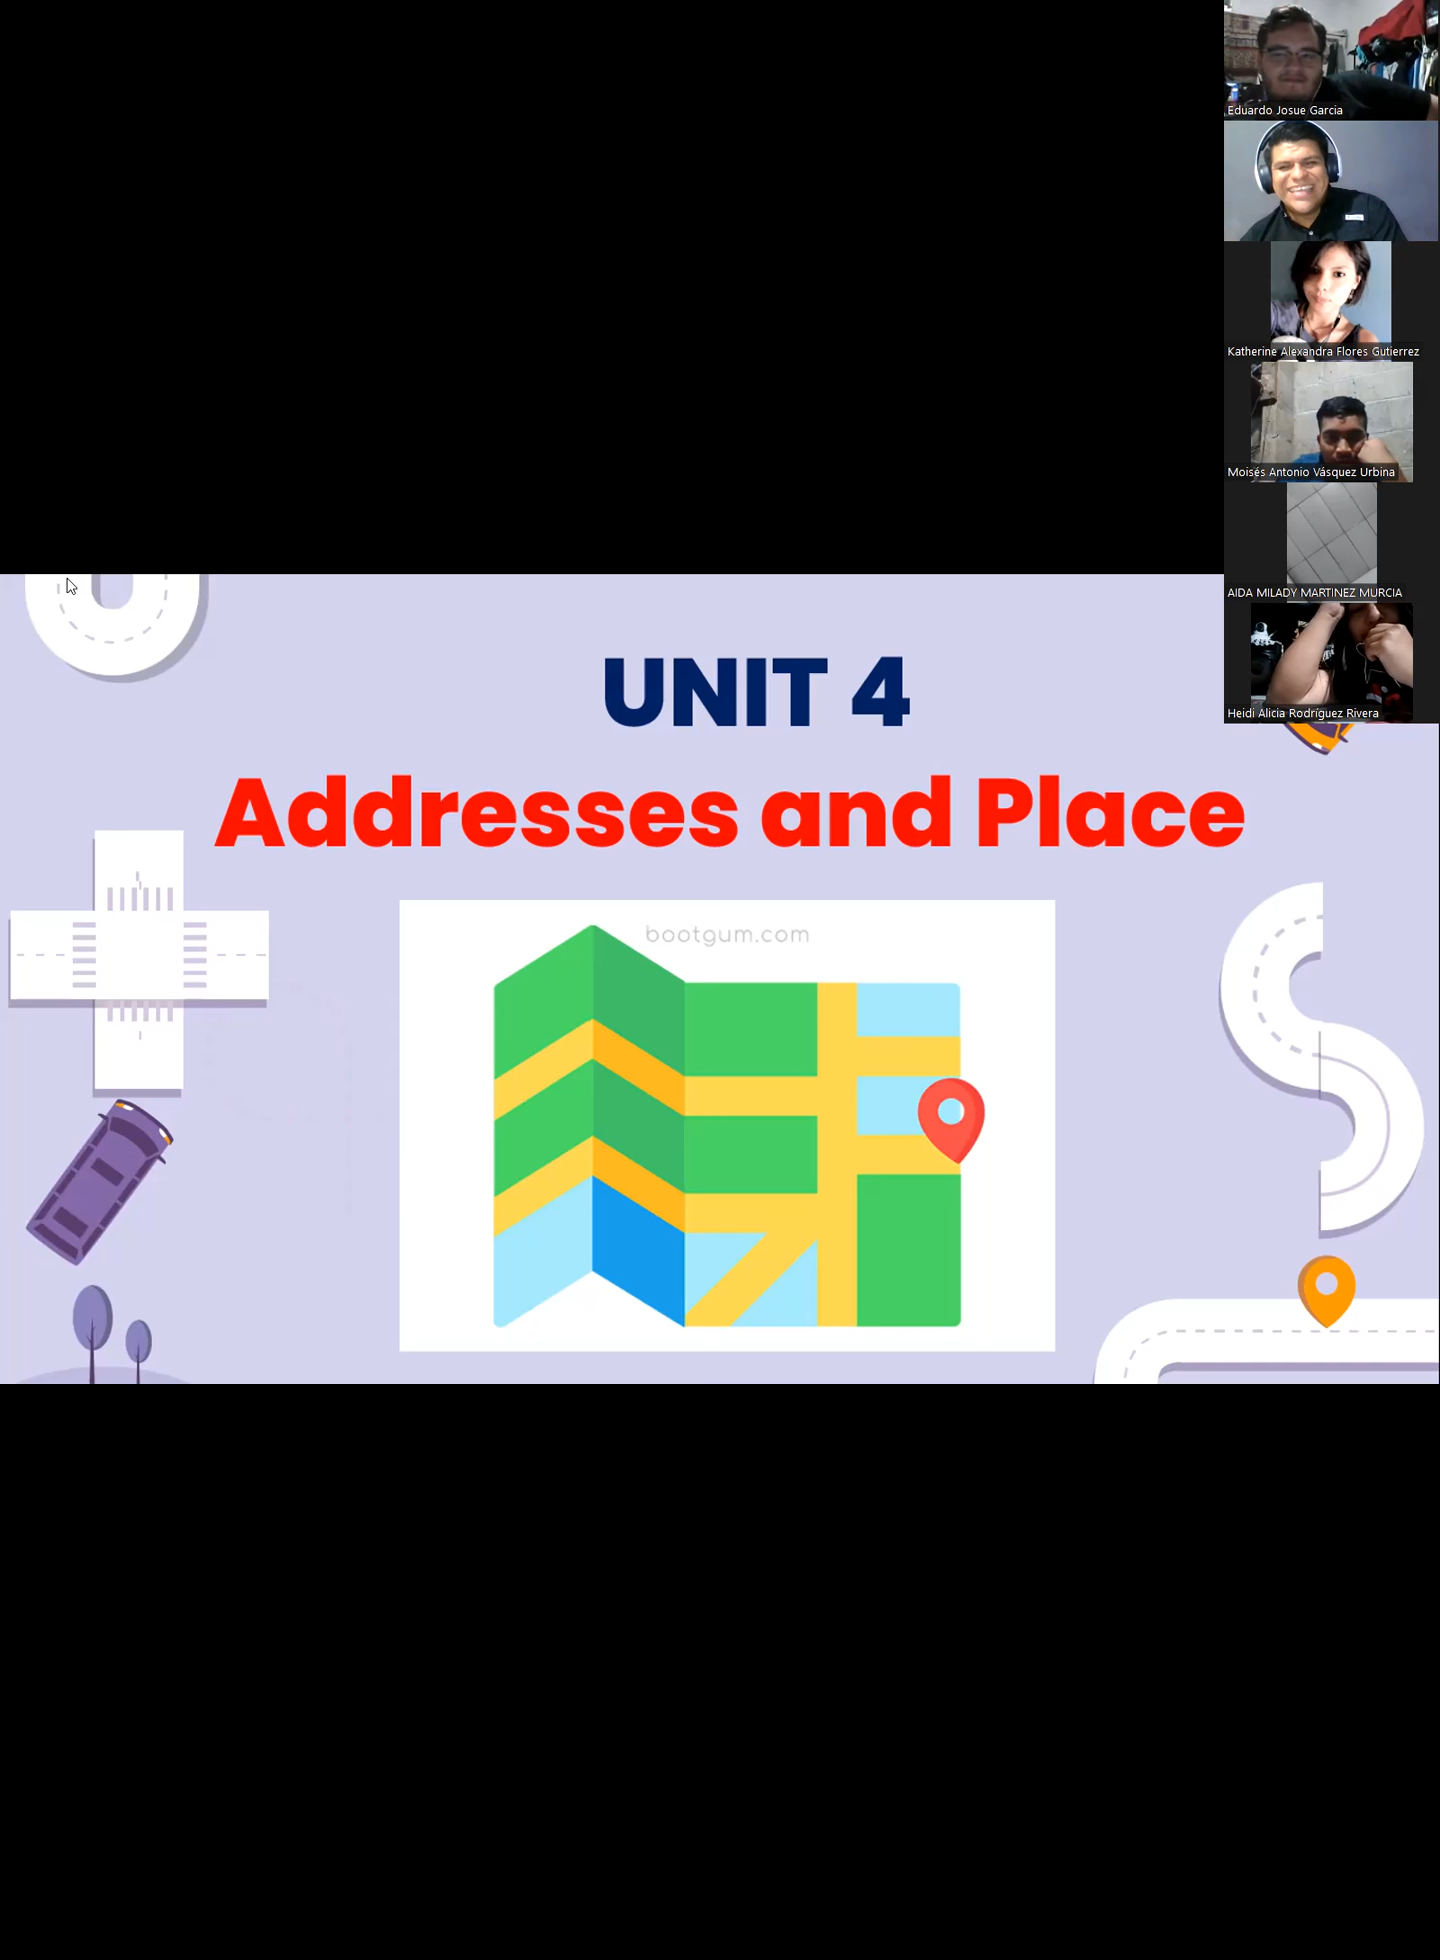 Eduardo Josue Garcia
Katherine Alexandra Flores Gutierrez
Moisés Antonio Vásquez Urbina
AIDA MILADY MARTINEZ MURCIA
Heidi Alicia Rodríguez Rivera
UNIT 4
Addresses and Place
bootgum.com